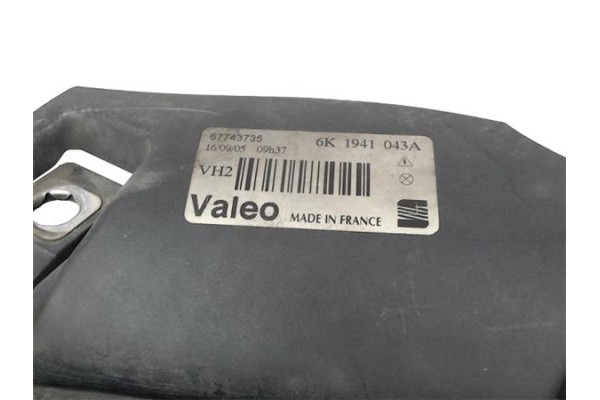 67743735 6K 1941 043A
16/09/05 09h37
VH2
Valeo MADE IN FRANCE